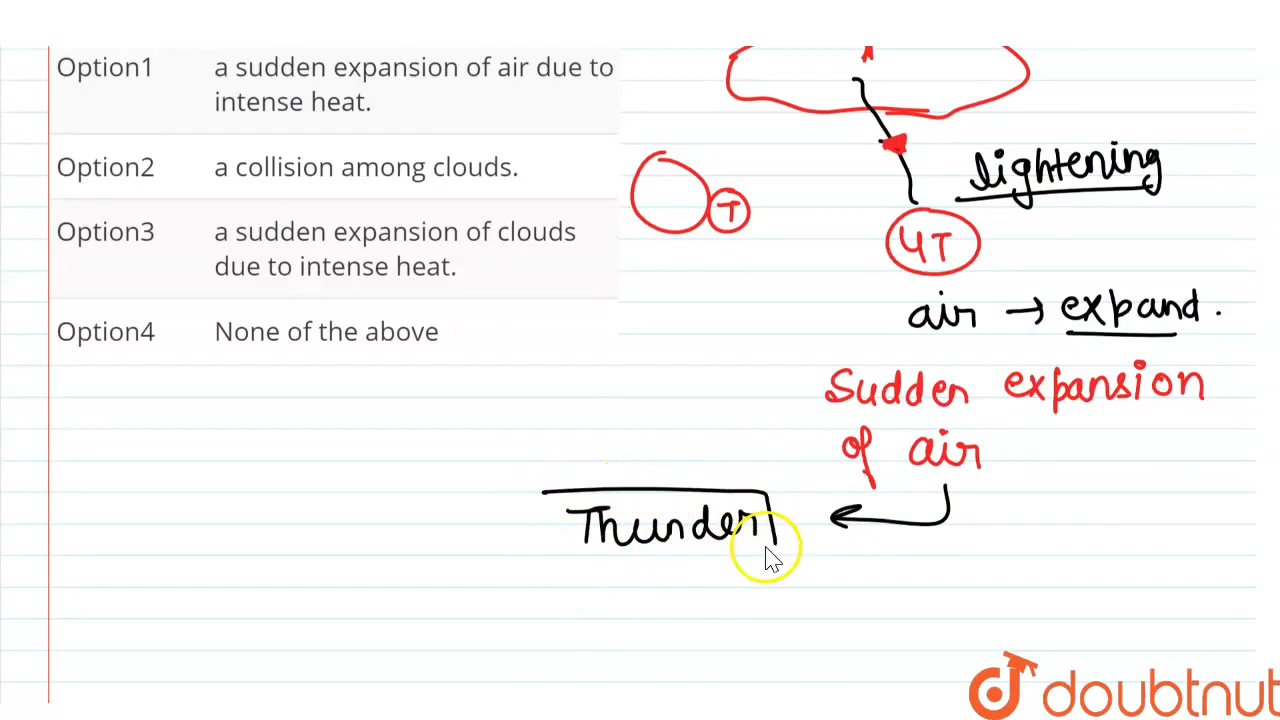 Option1 a sudden expansion of air due to
intense heat.
Option2 a collision among clouds.
Option3 a sudden expansion of clouds
due to intense heat.
Option4 None of the above
lightening
T
4T
air → expand.
Sudden expansion
of air
Thunder
doubtnut